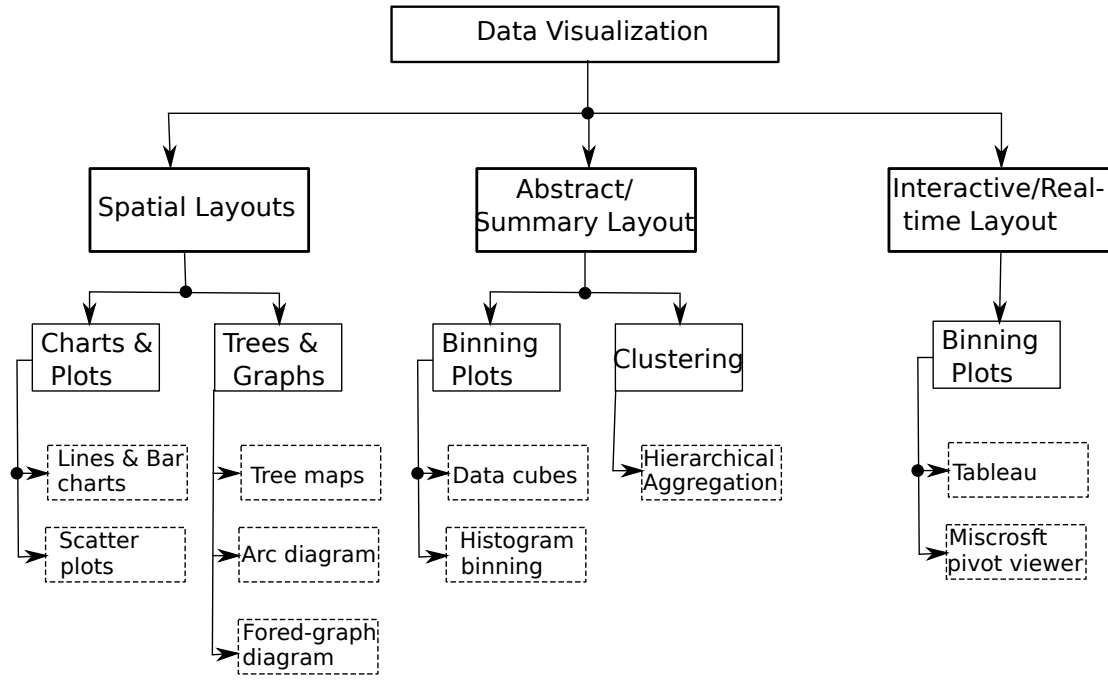 Data Visualization
Spatial Layouts
Abstract/
Summary Layout
Interactive/Real-
time Layout
Charts &
Plots
Trees &
Graphs
Binning
Plots
Clustering
Binning
Plots
Lines & Bar
charts
Tree maps
Data cubes
Hierarchical
Aggregation
Tableau
Scatter
plots
Arc diagram
Histogram
binning
Miscrosft
pivot viewer
Fored-graph
diagram